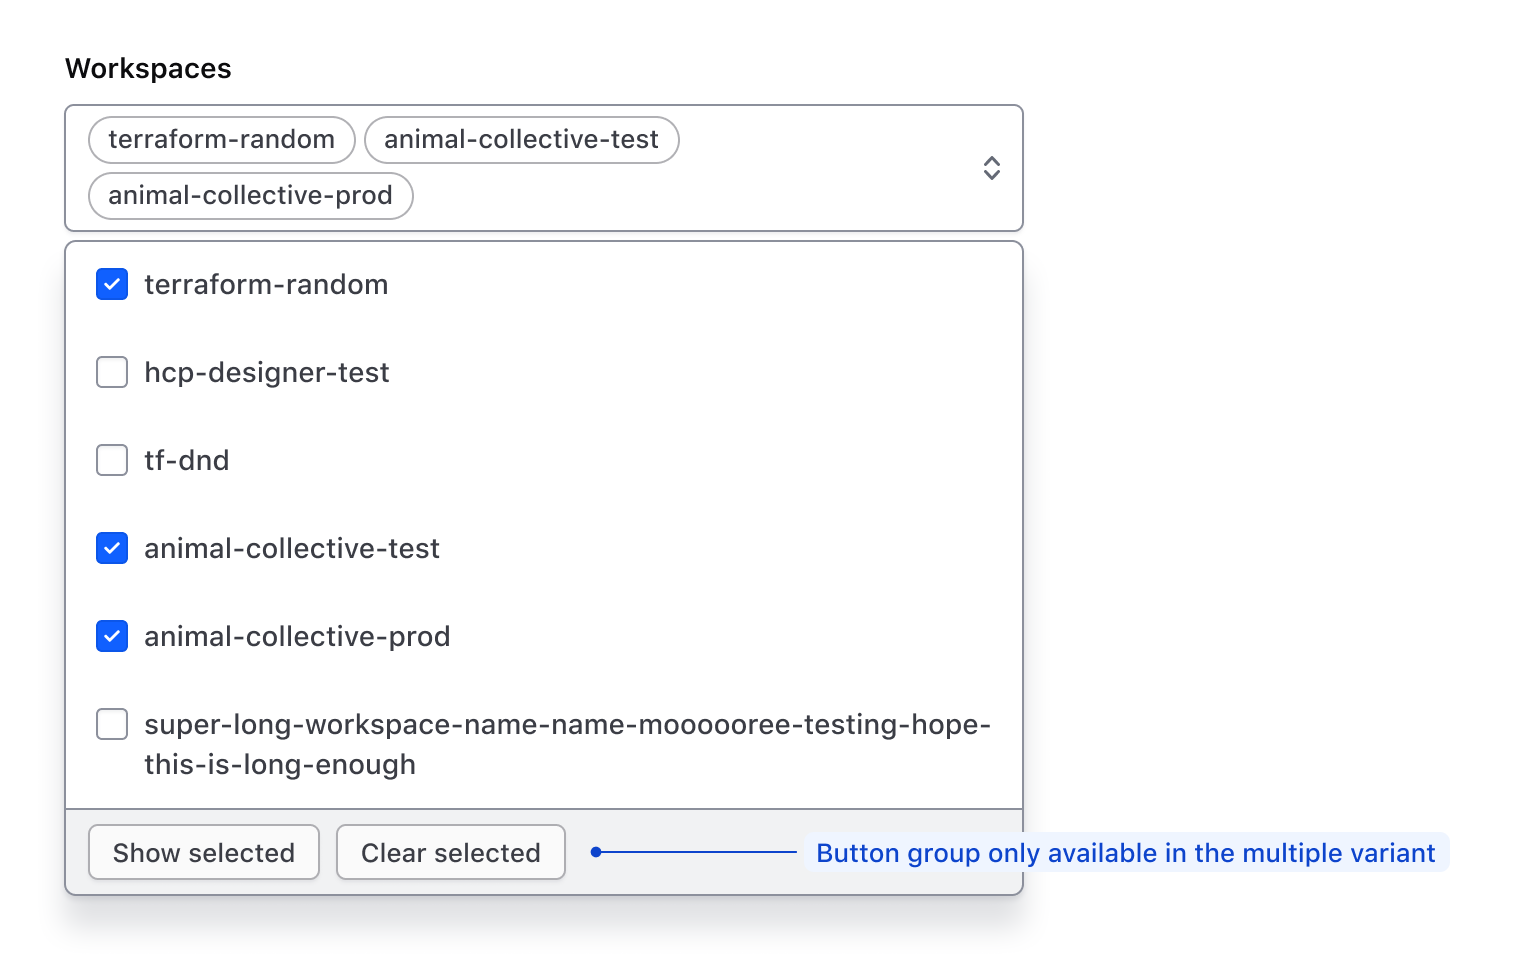 Workspaces
terraform-random animal-collective-test
animal-collective-prod
terraform-random
hcp-designer-test
tf-dnd
animal-collective-test
animal-collective-prod
super-long-workspace-name-name-moooooree-testing-hope-
this-is-long-enough
Show selected Clear selected Button group only available in the multiple variant